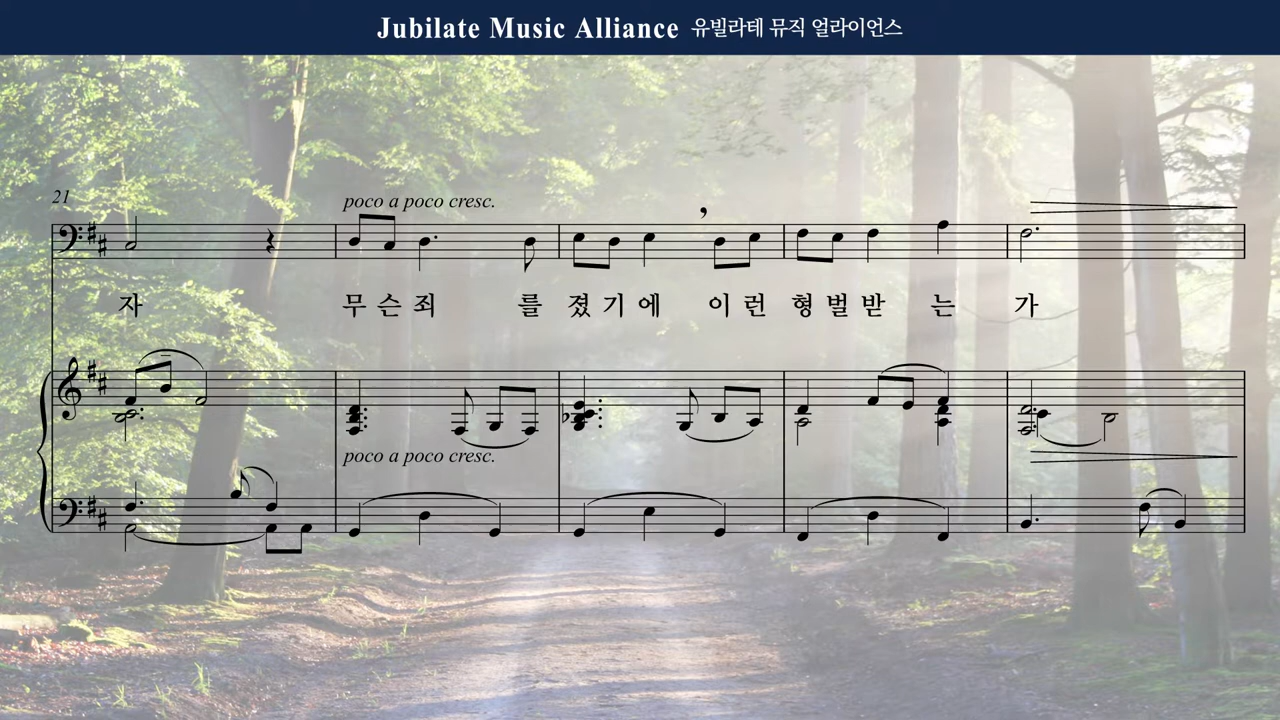 Jubilate Music Alliance 유빌라테 뮤직 얼라이언스
21
poco a poco cresc.
자 무 슨 죄 를 졌 기 에 이 런 형 벌 받 는 가
poco a poco cresc.